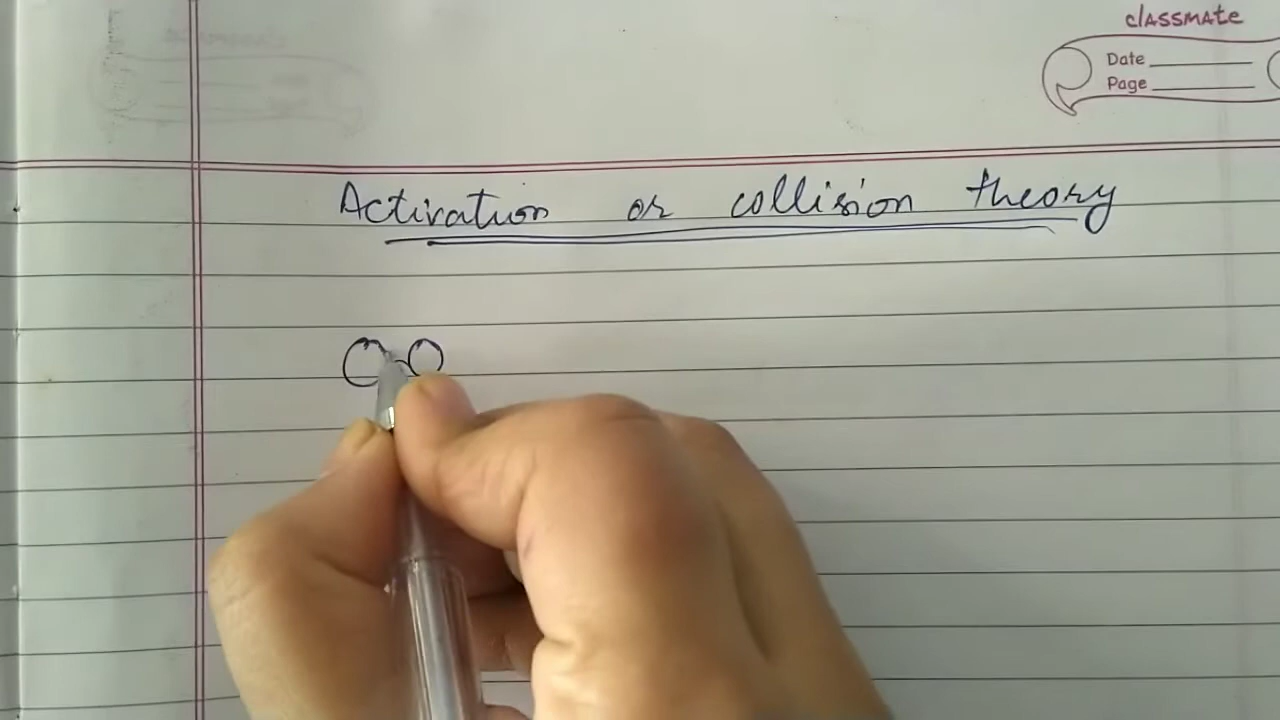 classmate
Date
Page
Activation or collision theory